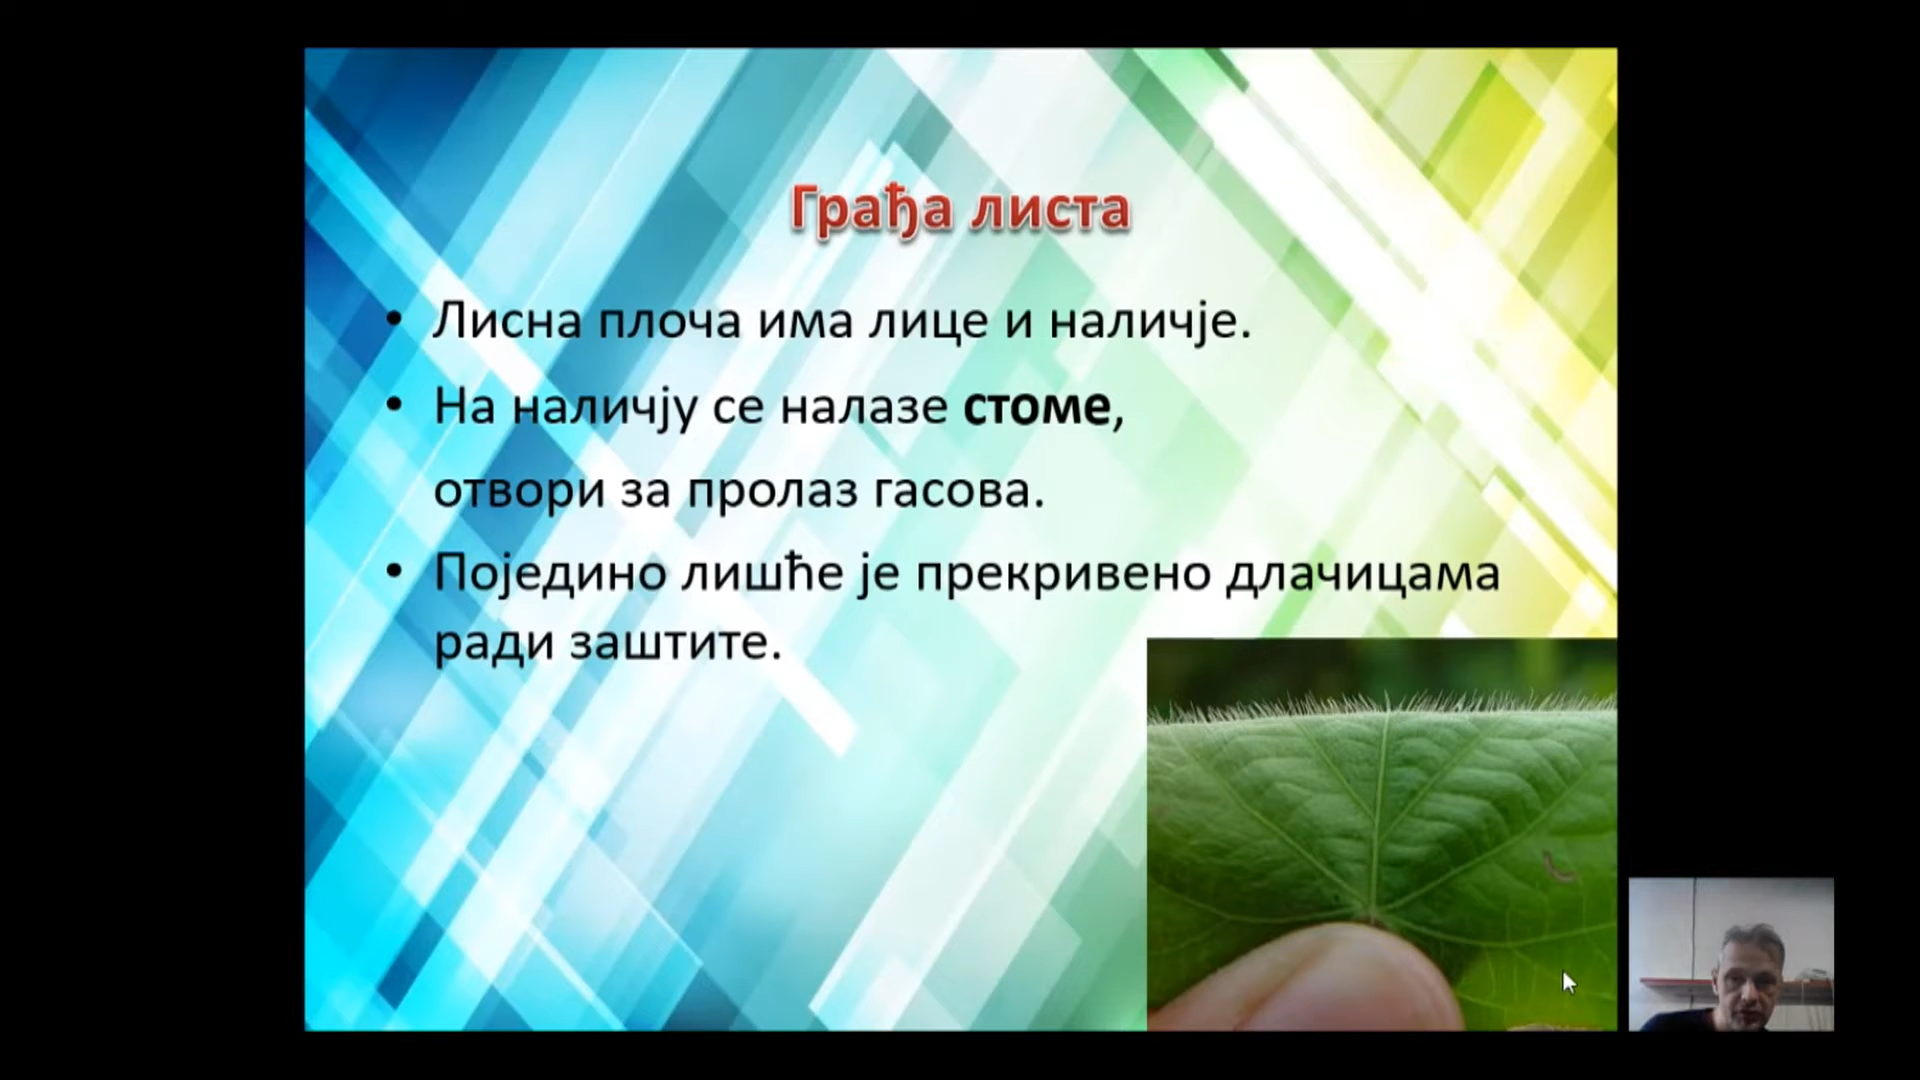 Грађа листа
• Лисна плоча има лице и наличје.
• На наличју се налазе стоме,
отвори за пролаз гасова.
• Поједино лишће је прекривено длачицама
ради заштите.